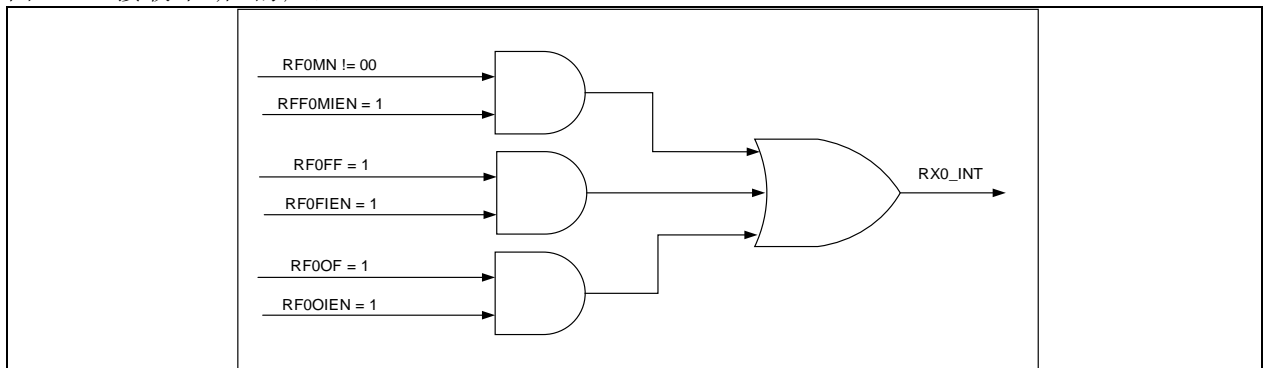 RF0MN != 00
RFF0MIEN = 1
RF0FF = 1
RF0FIEN = 1
RX0_INT
RF0OF = 1
RF0OIEN = 1